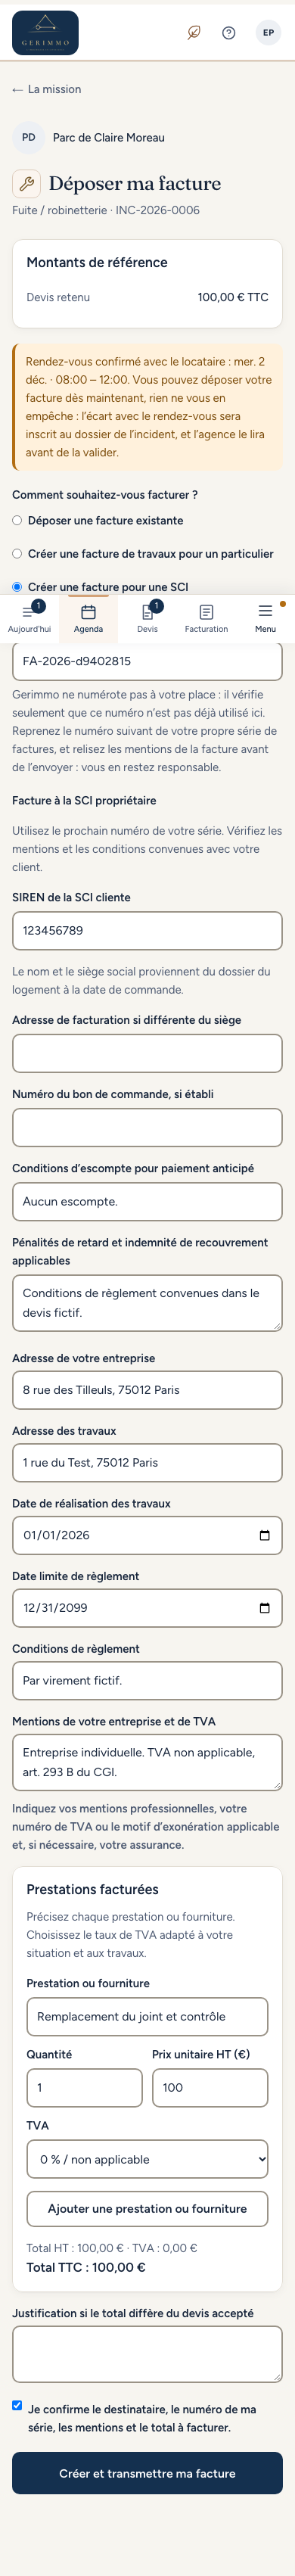 GERIMMO
EP
← La mission
PD
Parc de Claire Moreau
Déposer ma facture
Fuite / robinetterie · INC-2026-0006
Montants de référence
Devis retenu 100,00 € TTC
Rendez-vous confirmé avec le locataire : mer. 2
déc. · 08:00 – 12:00. Vous pouvez déposer votre
facture dès maintenant, rien ne vous en
empêche : l'écart avec le rendez-vous sera
inscrit au dossier de l'incident, et l'agence le lira
avant de la valider.
Comment souhaitez-vous facturer ?
Déposer une facture existante
Créer une facture de travaux pour un particulier
Créer une facture pour une SCI
1 1
Aujourd'hui Agenda Devis Facturation Menu
FA-2026-d9402815
Gerimmo ne numérote pas à votre place : il vérifie
seulement que ce numéro n'est pas déjà utilisé ici.
Reprenez le numéro suivant de votre propre série de
factures, et relisez les mentions de la facture avant
de l'envoyer : vous en restez responsable.
Facture à la SCI propriétaire
Utilisez le prochain numéro de votre série. Vérifiez les
mentions et les conditions convenues avec votre
client.
SIREN de la SCI cliente
123456789
Le nom et le siège social proviennent du dossier du
logement à la date de commande.
Adresse de facturation si différente du siège
Numéro du bon de commande, si établi
Conditions d'escompte pour paiement anticipé
Aucun escompte.
Pénalités de retard et indemnité de recouvrement
applicables
Conditions de règlement convenues dans le
devis fictif.
Adresse de votre entreprise
8 rue des Tilleuls, 75012 Paris
Adresse des travaux
1 rue du Test, 75012 Paris
Date de réalisation des travaux
01/01/2026
Date limite de règlement
12/31/2099
Conditions de règlement
Par virement fictif.
Mentions de votre entreprise et de TVA
Entreprise individuelle. TVA non applicable,
art. 293 B du CGI.
Indiquez vos mentions professionnelles, votre
numéro de TVA ou le motif d'exonération applicable
et, si nécessaire, votre assurance.
Prestations facturées
Précisez chaque prestation ou fourniture.
Choisissez le taux de TVA adapté à votre
situation et aux travaux.
Prestation ou fourniture
Remplacement du joint et contrôle
Quantité Prix unitaire HT (€)
1 100
TVA
0 % / non applicable
Ajouter une prestation ou fourniture
Total HT : 100,00 € · TVA : 0,00 €
Total TTC : 100,00 €
Justification si le total diffère du devis accepté
Je confirme le destinataire, le numéro de ma
série, les mentions et le total à facturer.
Créer et transmettre ma facture